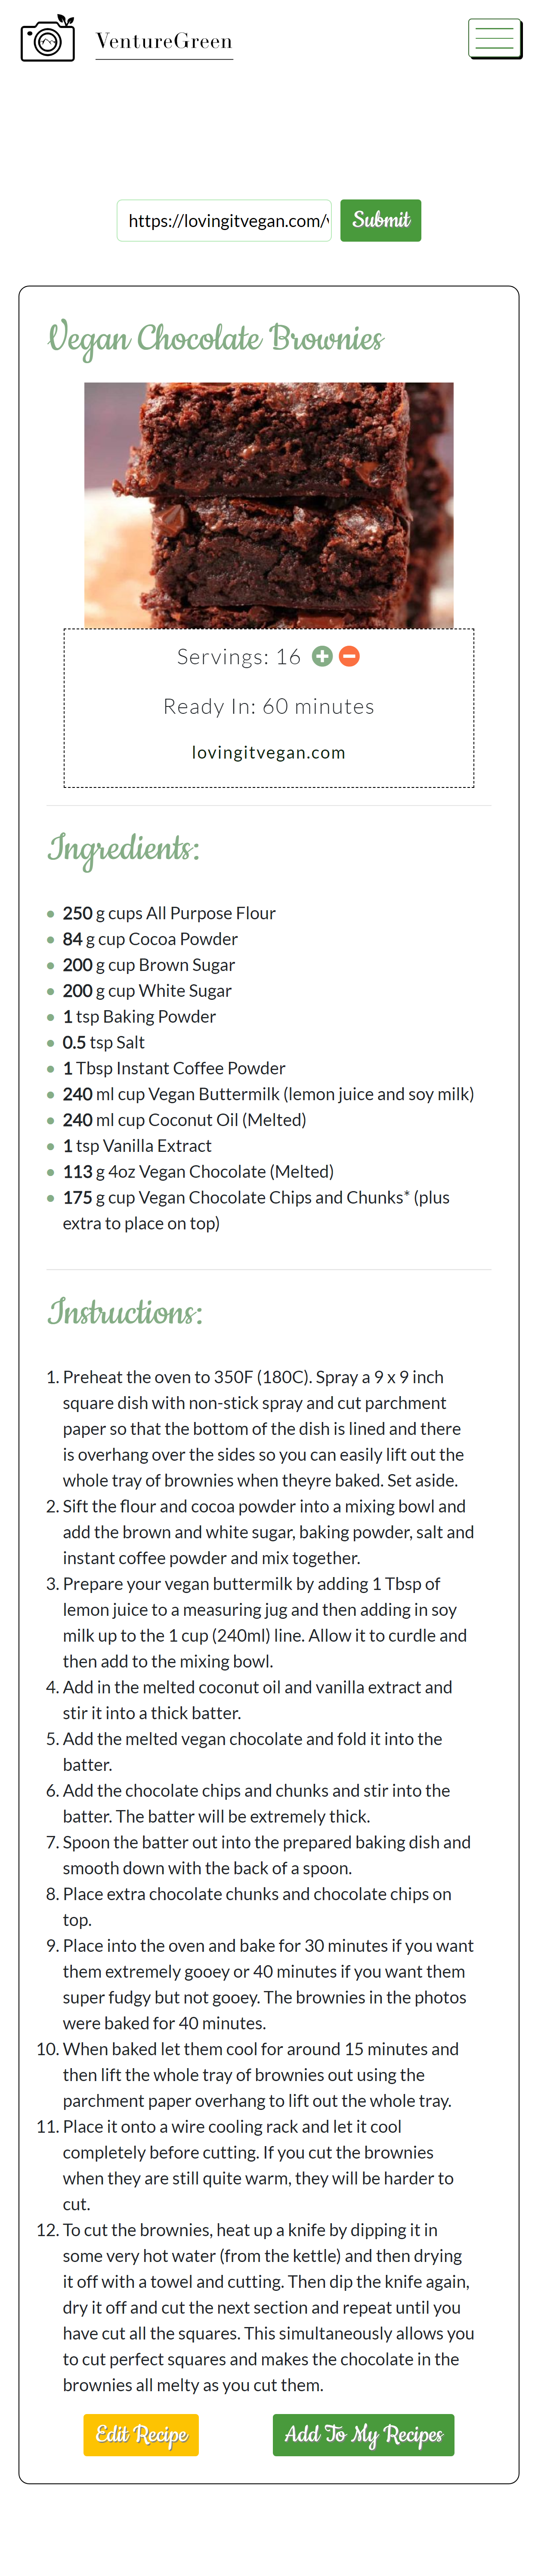 VentureGreen
https://lovingitvegan.com/
Submit
Vegan Chocolate Brownies
Servings: 16
Ready In: 60 minutes
lovingitvegan.com
Ingredients:
250 g cups All Purpose Flour
84 g cup Cocoa Powder
200 g cup Brown Sugar
200 g cup White Sugar
1 tsp Baking Powder
0.5 tsp Salt
1 Tbsp Instant Coffee Powder
240 ml cup Vegan Buttermilk (lemon juice and soy milk)
240 ml cup Coconut Oil (Melted)
1 tsp Vanilla Extract
113 g 4oz Vegan Chocolate (Melted)
175 g cup Vegan Chocolate Chips and Chunks* (plus
extra to place on top)
Instructions:
1. Preheat the oven to 350F (180C). Spray a 9 x 9 inch
square dish with non-stick spray and cut parchment
paper so that the bottom of the dish is lined and there
is overhang over the sides so you can easily lift out the
whole tray of brownies when theyre baked. Set aside.
2. Sift the flour and cocoa powder into a mixing bowl and
add the brown and white sugar, baking powder, salt and
instant coffee powder and mix together.
3. Prepare your vegan buttermilk by adding 1 Tbsp of
lemon juice to a measuring jug and then adding in soy
milk up to the 1 cup (240ml) line. Allow it to curdle and
then add to the mixing bowl.
4. Add in the melted coconut oil and vanilla extract and
stir it into a thick batter.
5. Add the melted vegan chocolate and fold it into the
batter.
6. Add the chocolate chips and chunks and stir into the
batter. The batter will be extremely thick.
7. Spoon the batter out into the prepared baking dish and
smooth down with the back of a spoon.
8. Place extra chocolate chunks and chocolate chips on
top.
9. Place into the oven and bake for 30 minutes if you want
them extremely gooey or 40 minutes if you want them
super fudgy but not gooey. The brownies in the photos
were baked for 40 minutes.
10. When baked let them cool for around 15 minutes and
then lift the whole tray of brownies out using the
parchment paper overhang to lift out the whole tray.
11. Place it onto a wire cooling rack and let it cool
completely before cutting. If you cut the brownies
when they are still quite warm, they will be harder to
cut.
12. To cut the brownies, heat up a knife by dipping it in
some very hot water (from the kettle) and then drying
it off with a towel and cutting. Then dip the knife again,
dry it off and cut the next section and repeat until you
have cut all the squares. This simultaneously allows you
to cut perfect squares and makes the chocolate in the
brownies all melty as you cut them.
Edit Recipe
Add To My Recipes